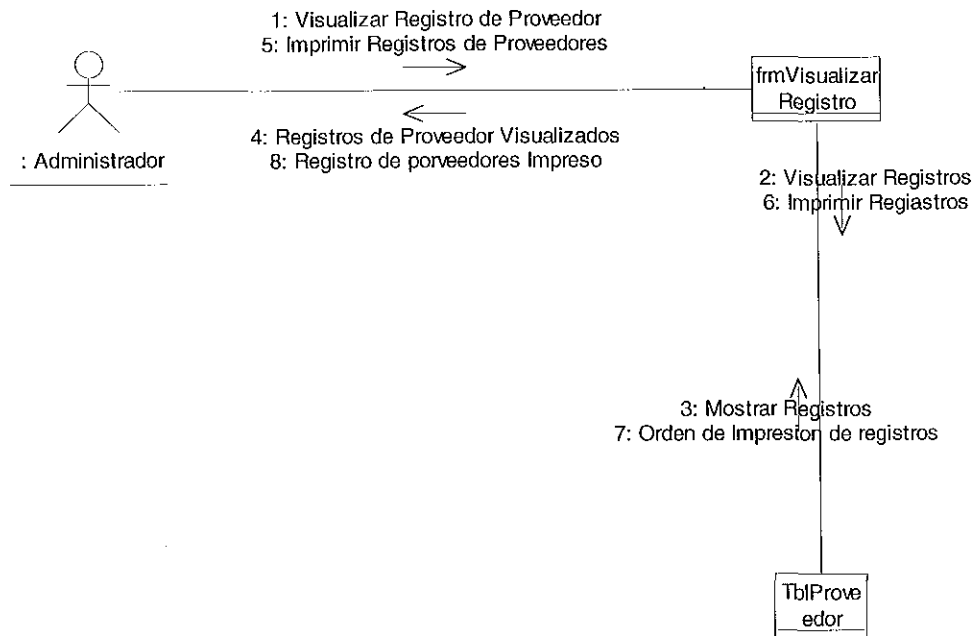 1: Visualizar Registro de Proveedor
5: Imprimir Registros de Proveedores
frmVisualizar
Registro
4: Registros de Proveedor Visualizados
8: Registro de porveedores Impreso
: Administrador
2: Visualizar Registros
6: Imprimir Regiastros
3: Mostrar Registros
7: Orden de Impresion de registros
TblProve
edor